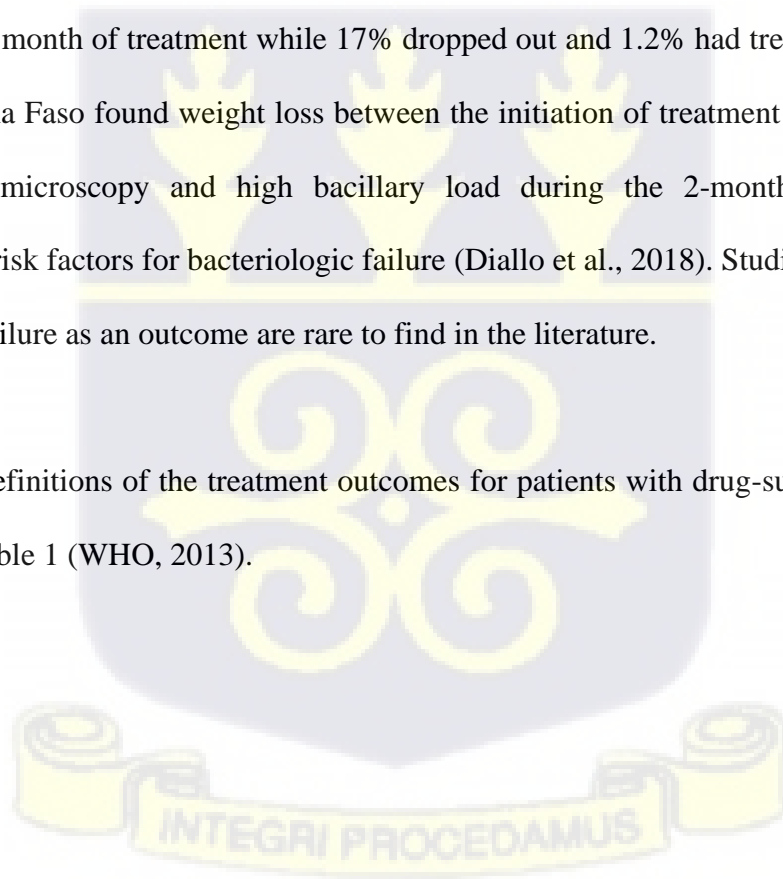 month of treatment while 17% dropped out and 1.2% had tre
a Faso found weight loss between the initiation of treatment
microscopy and high bacillary load during the 2-month
risk factors for bacteriologic failure (Diallo et al., 2018). Studi
ilure as an outcome are rare to find in the literature.
efinitions of the treatment outcomes for patients with drug-su
ble 1 (WHO, 2013).
INTEGRI PROCEDAMUS